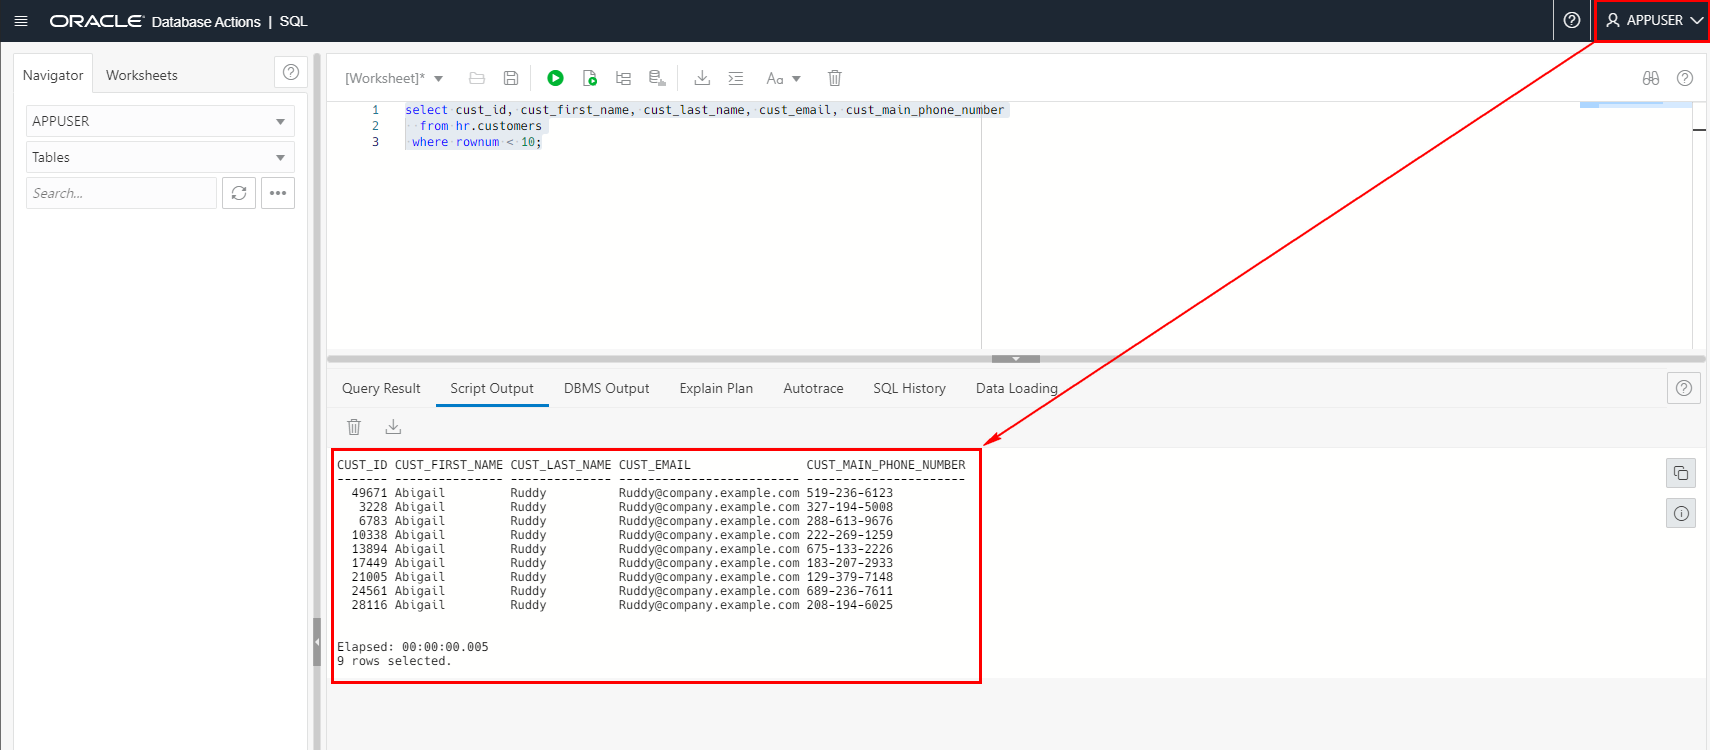 ORACLE Database Actions | SQL
APPUSER
Navigator
Worksheets
[Worksheet]*
Aa
APPUSER
Tables
Search...
1 select cust_id, cust_first_name, cust_last_name, cust_email, cust_main_phone_number
2 from hr.customers
3 where rownum < 10;
Query Result Script Output DBMS Output Explain Plan Autotrace SQL History Data Loading
CUST_ID CUST_FIRST_NAME CUST_LAST_NAME CUST_EMAIL CUST_MAIN_PHONE_NUMBER
------- --------------- -------------- ------------------------- ----------------------
49671 Abigail Ruddy Ruddy@company.example.com 519-236-6123
3228 Abigail Ruddy Ruddy@company.example.com 327-194-5008
6783 Abigail Ruddy Ruddy@company.example.com 288-613-9676
10338 Abigail Ruddy Ruddy@company.example.com 222-269-1259
13894 Abigail Ruddy Ruddy@company.example.com 675-133-2226
17449 Abigail Ruddy Ruddy@company.example.com 183-207-2933
21005 Abigail Ruddy Ruddy@company.example.com 129-379-7148
24561 Abigail Ruddy Ruddy@company.example.com 689-236-7611
28116 Abigail Ruddy Ruddy@company.example.com 208-194-6025
Elapsed: 00:00:00.005
9 rows selected.